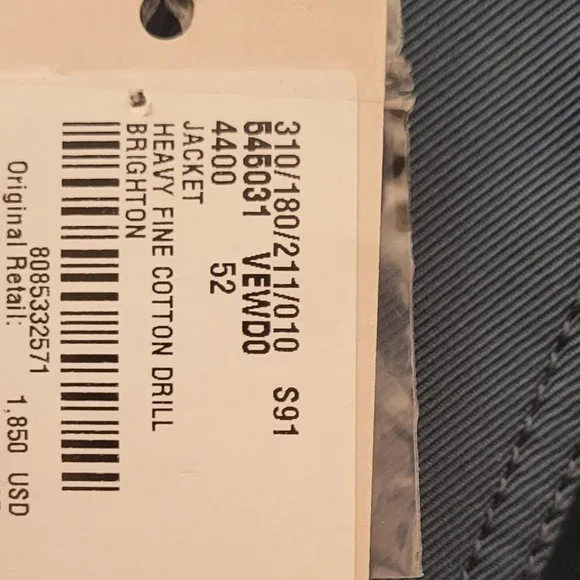 310/180/211/010 S91
545031 VEWD0
4400 52
JACKET
HEAVY FINE COTTON DRILL
BRIGHTON
8085332571
Original Retail: 1,850 USD